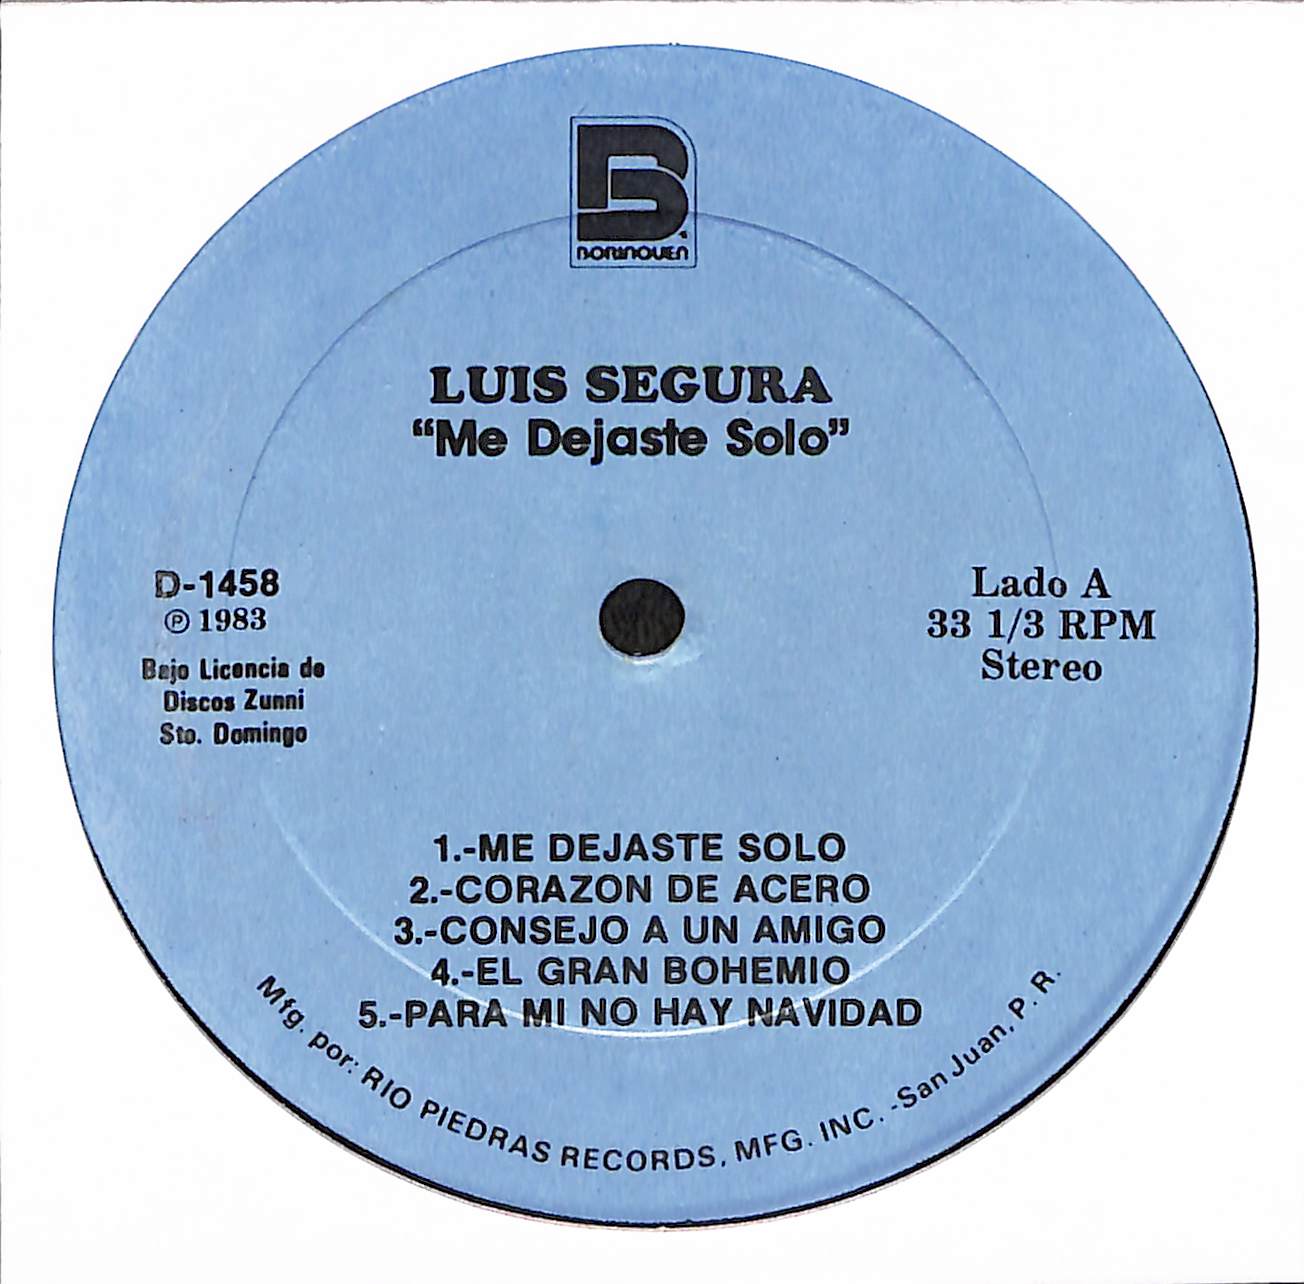 B
BORINQUEN
LUIS SEGURA
“Me Dejaste Solo”
D-1458
℗ 1983
Bajo Licencia de
Discos Zunni
Sto. Domingo
Lado A
33 1/3 RPM
Stereo
1.-ME DEJASTE SOLO
2.-CORAZON DE ACERO
3.-CONSEJO A UN AMIGO
4.-EL GRAN BOHEMIO
5.-PARA MI NO HAY NAVIDAD
Mfg. por: RIO PIEDRAS RECORDS, MFG. INC. -San Juan, P. R.